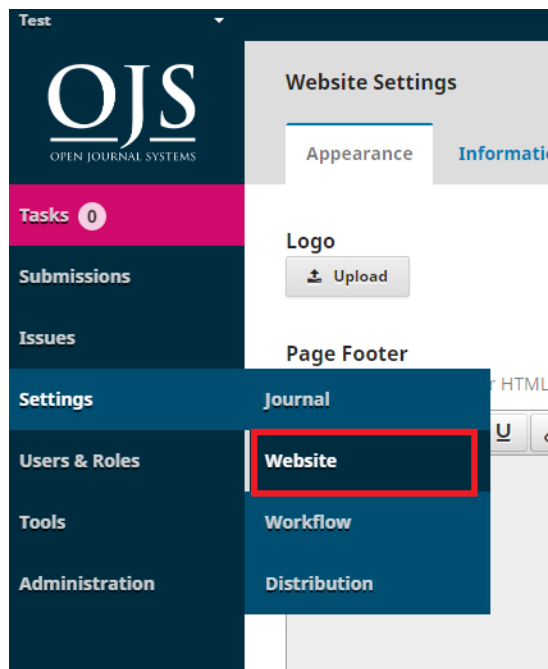 Test
OJS
OPEN JOURNAL SYSTEMS
Tasks 0
Submissions
Issues
Settings
Users & Roles
Tools
Administration
Journal
Website
Workflow
Distribution
Website Settings
Appearance
Informati
Logo
Upload
Page Footer
r HTML
U